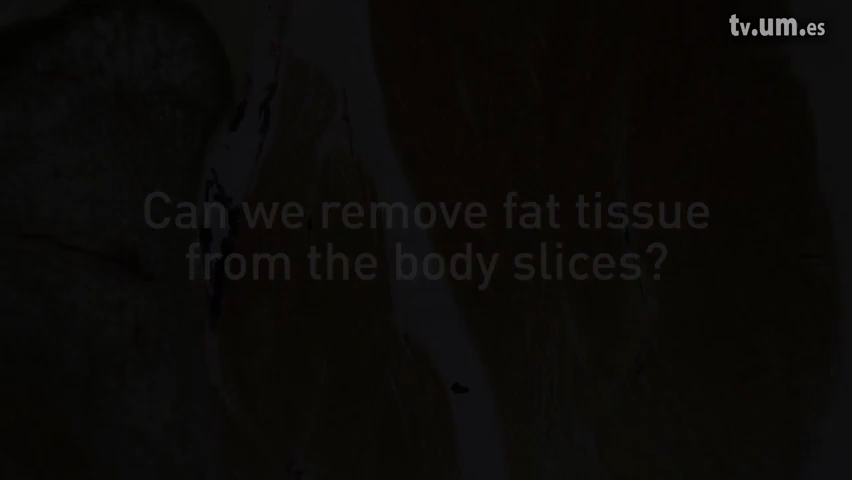 tv.um.es
Can we remove fat tissue
from the body slices?